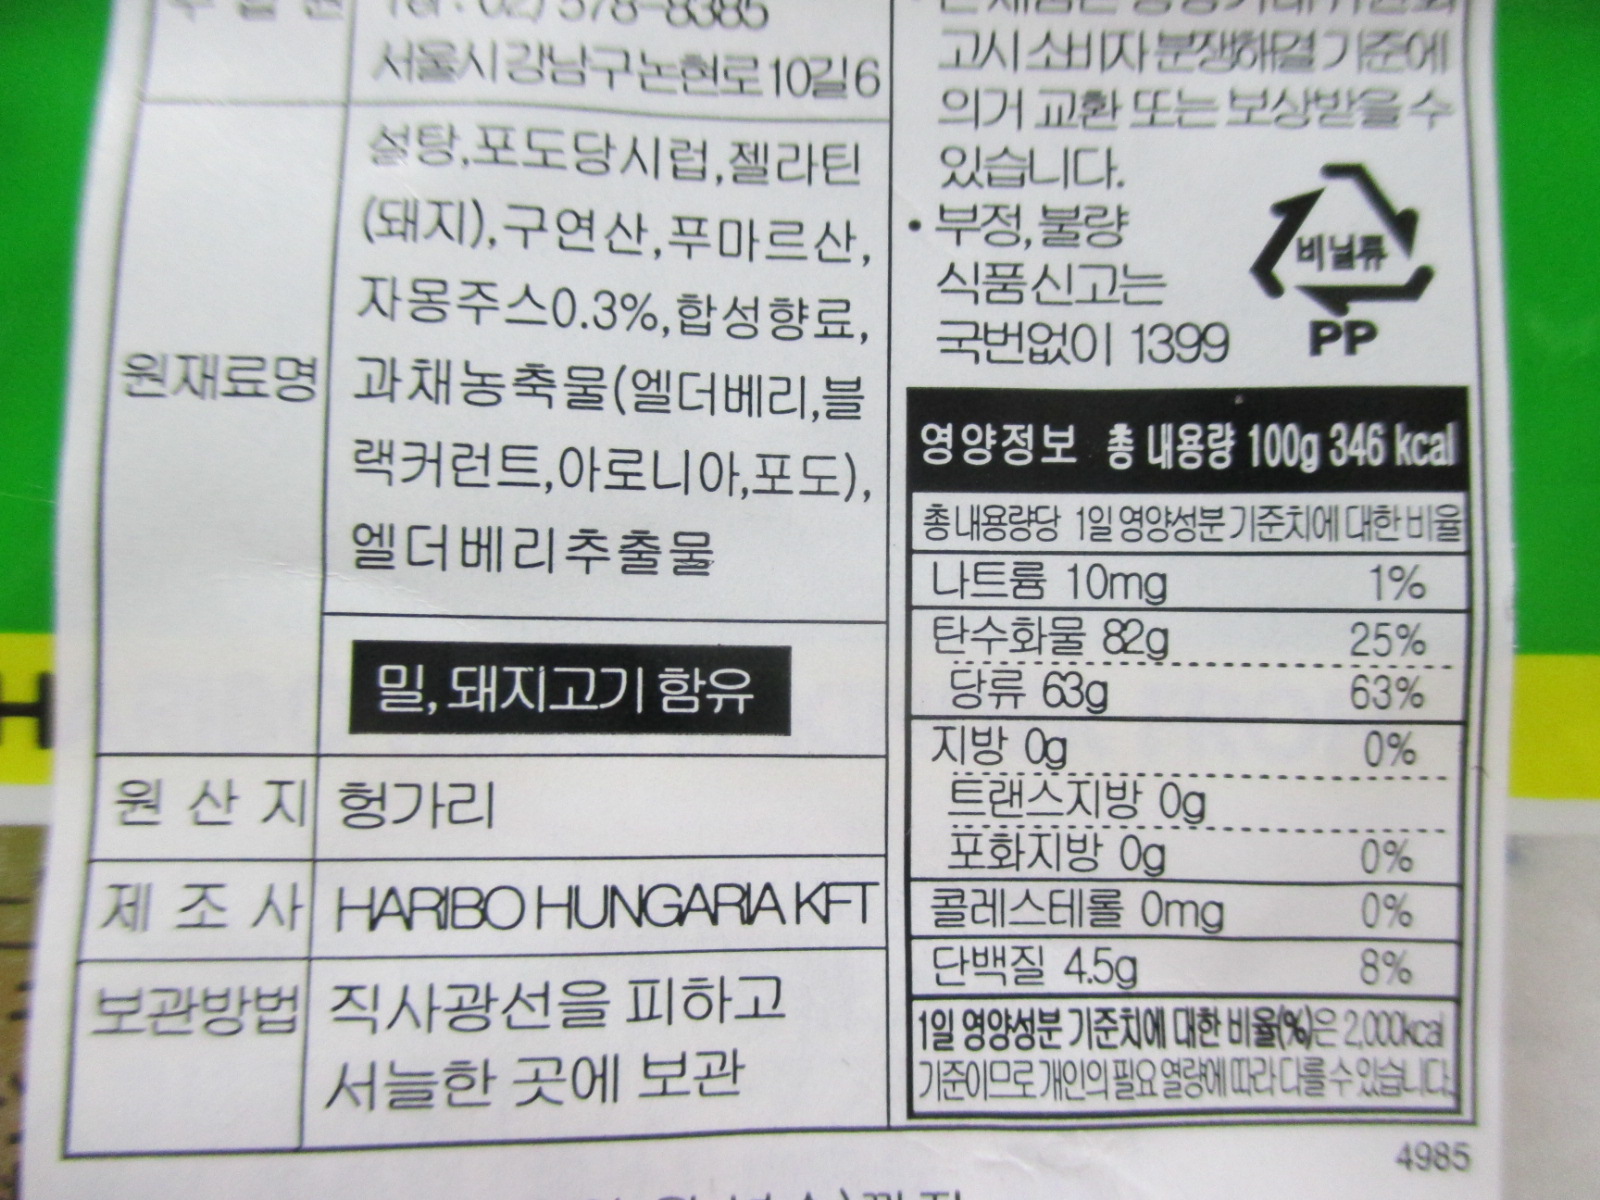 Tel : 02) 578-8385
서울시 강남구 논현로 10길 6
원재료명
설탕,포도당시럽,젤라틴
(돼지),구연산,푸마르산,
자몽주스0.3%,합성향료,
과채농축물(엘더베리,블
랙커런트,아로니아,포도),
엘더베리추출물
밀, 돼지고기 함유
원 산 지 헝가리
제 조 사 HARIBO HUNGARIA KFT
보관방법 직사광선을 피하고
서늘한 곳에 보관
고시 소비자 분쟁해결 기준에
의거 교환 또는 보상받을 수
있습니다.
• 부정, 불량
식품신고는
국번없이 1399
비닐류
PP
영양정보 총 내용량 100g 346 kcal
총 내용량당 1일 영양성분 기준치에 대한 비율
나트륨 10mg 1%
탄수화물 82g 25%
당류 63g 63%
지방 0g 0%
트랜스지방 0g
포화지방 0g 0%
콜레스테롤 0mg 0%
단백질 4.5g 8%
1일 영양성분 기준치에 대한 비율(%)은 2,000kcal
기준이므로 개인의 필요 열량에 따라 다를 수 있습니다.
4985
H